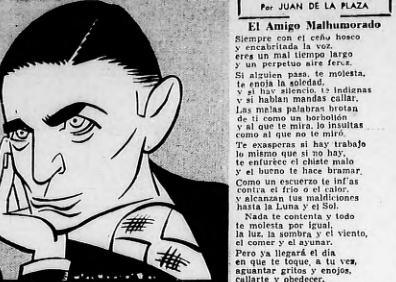 Por JUAN DE LA PLAZA
El Amigo Malhumorado
Siempre con el ceño hosco
y encabritada la voz,
eres un mal tiempo largo
y un perpetuo aire feroz.
Si alguien pasa, te molesta,
te enoja la soledad,
y si hay silencio, te indignas
y si hablan mandas callar.
Las malas palabras brotan
de ti como un borbollón
y al que te mira, lo insultas
como al que no te miró.
Te exasperas si hay trabajo
lo mismo que si no hay,
te enfurece el chiste malo
y el bueno te hace bramar.
Como un escuerzo te inflas
contra el frío o el calor,
y alcanzan tus maldiciones
hasta la Luna y el Sol.
Nada te contenta y todo
te molesta por igual,
la luz, la sombra y el viento,
el comer y el ayunar.
Pero ya llegará el día
en que te toque, a tu vez,
aguantar gritos y enojos,
callarte y obedecer.